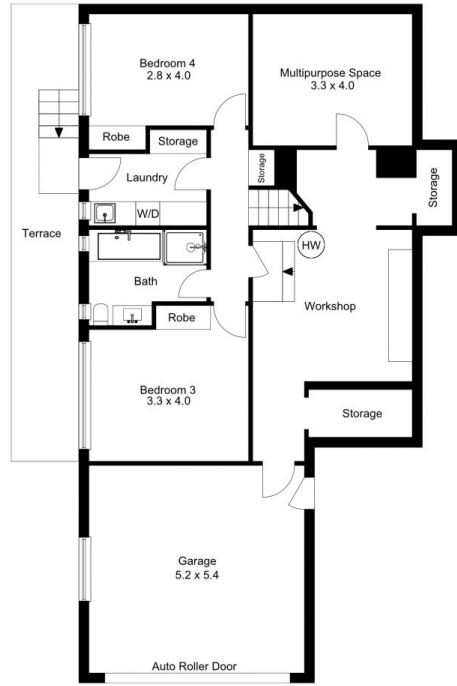 Bedroom 4
2.8 x 4.0
Multipurpose Space
3.3 x 4.0
Robe
Storage
Laundry
Storage
Storage
W/D
Terrace
HW
Bath
Workshop
Robe
Bedroom 3
3.3 x 4.0
Storage
Garage
5.2 x 5.4
Auto Roller Door